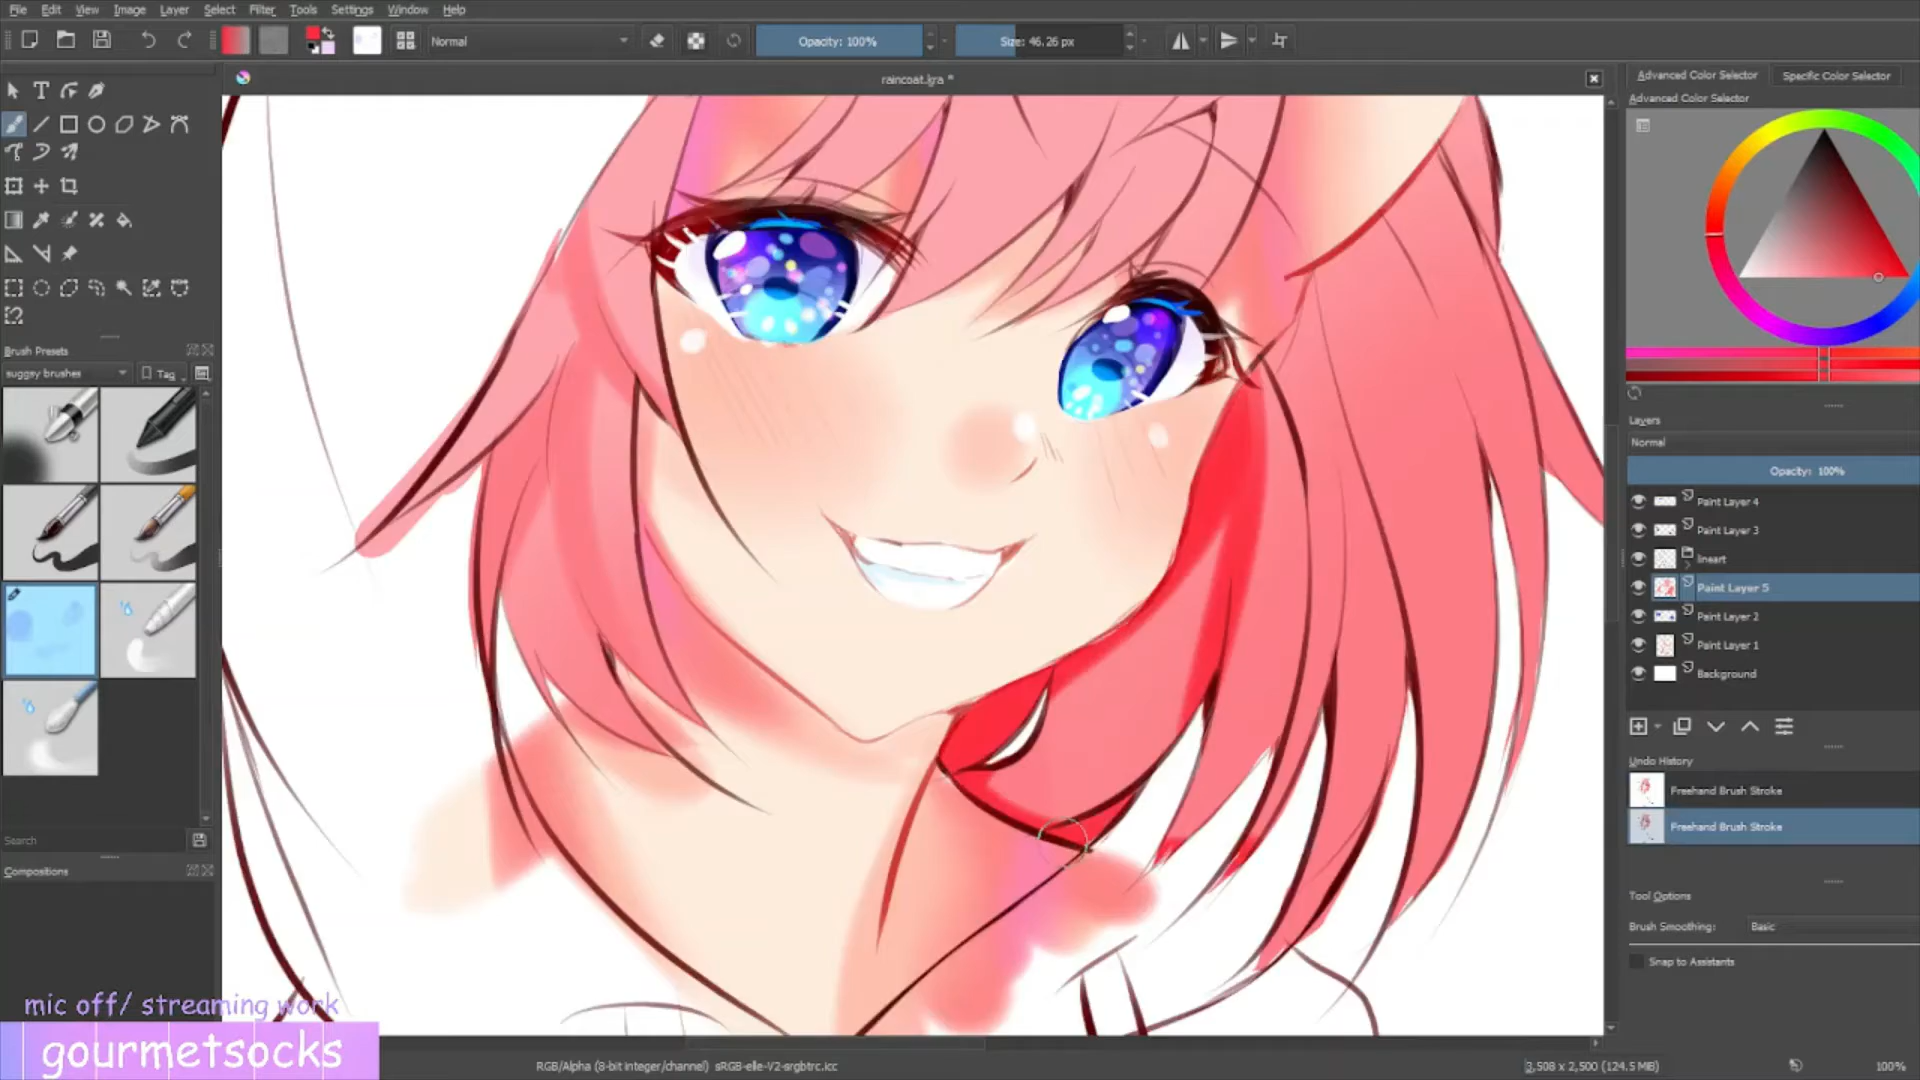 File Edit View Image Layer Select Filter Tools Settings Window Help
Normal
Opacity: 100%
Size: 46.26 px
raincoat.kra *
Advanced Color Selector
Specific Color Selector
Advanced Color Selector
Brush Presets
suggsy brushes
Tag
Layers
Normal
Opacity: 100%
Paint Layer 4
Paint Layer 3
lineart
Paint Layer 5
Paint Layer 2
Paint Layer 1
Background
Undo History
Freehand Brush Stroke
Freehand Brush Stroke
Search
Compositions
Tool Options
Brush Smoothing: Basic
Snap to Assistants
mic off/ streaming work
gourmetsocks
RGB/Alpha (8-bit integer/channel) sRGB-elle-V2-srgbtrc.icc
3,508 x 2,500 (124.5 MiB)
100%